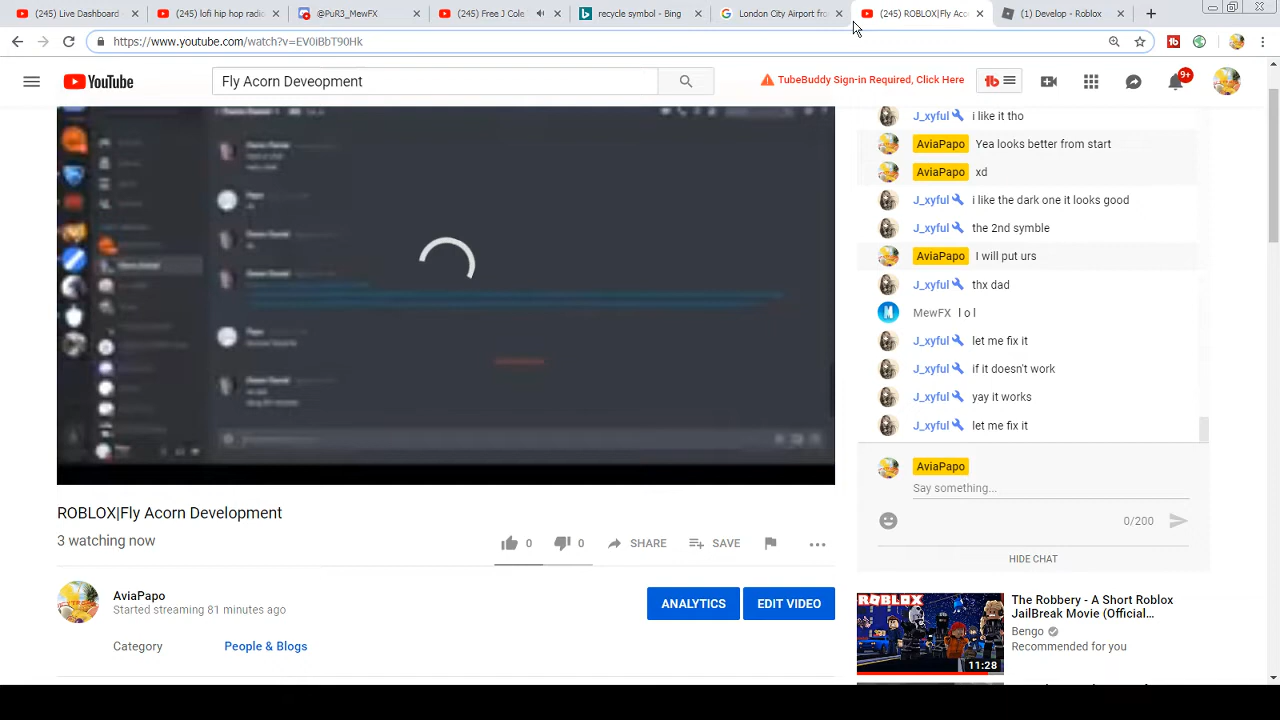 (245) Live Dashboard
(245) lofi hip hop radio
@PuR3_MewFX
(245) Free J Cole
recycle symbol - Bing
London City Airport fro
(245) ROBLOX|Fly Aco
(1) Develop - Roblox
https://www.youtube.com/watch?v=EV0iBbT90Hk
YouTube
Fly Acorn Deveopment
TubeBuddy Sign-in Required, Click Here
tb
9+
J_xyful i like it tho
AviaPapo Yea looks better from start
AviaPapo xd
J_xyful i like the dark one it looks good
J_xyful the 2nd symble
AviaPapo I will put urs
J_xyful thx dad
M MewFX l o l
J_xyful let me fix it
J_xyful if it doesn't work
J_xyful yay it works
J_xyful let me fix it
AviaPapo
Say something...
0/200
HIDE CHAT
ROBLOX|Fly Acorn Development
3 watching now
0 0 SHARE SAVE
AviaPapo
Started streaming 81 minutes ago
ANALYTICS EDIT VIDEO
Category People & Blogs
ROBLOX
11:28
The Robbery - A Short Roblox
JailBreak Movie (Official...
Bengo
Recommended for you